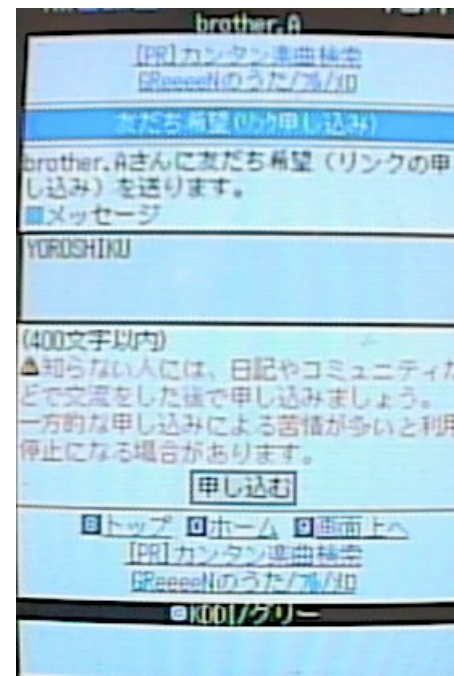 brother.A
[PR]カンタン楽曲検索
GReeeeNのうた/フル/メロ
友だち希望(リンク申し込み)
brother.Aさんに友だち希望（リンクの申
し込み）を送ります。
メッセージ
YOROSHIKU
(400文字以内)
知らない人には、日記やコミュニティな
どで交流をした後で申し込みましょう。
一方的な申し込みによる苦情が多いと利用
停止になる場合があります。
申し込む
トップ ホーム 画面上へ
[PR]カンタン楽曲検索
GReeeeNのうた/フル/メロ
©KDDI/グリー